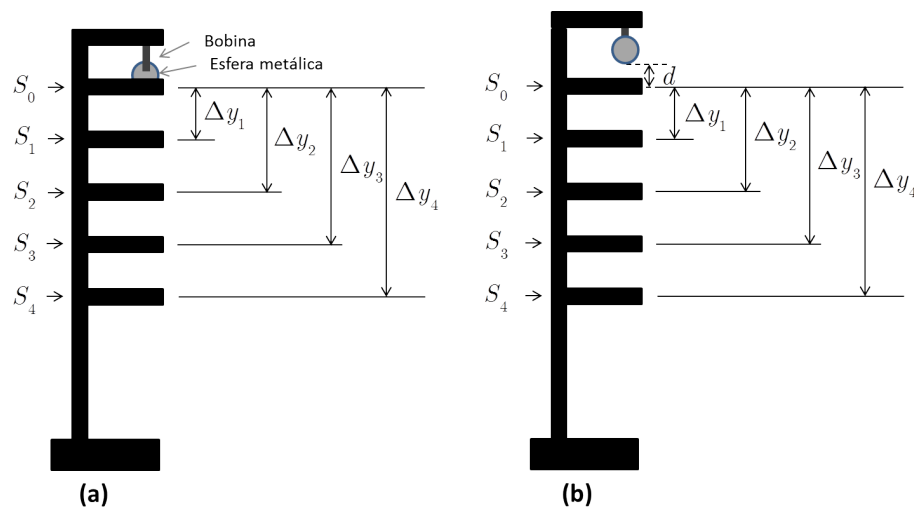 Bobina
Esfera metálica
S₀
S₁
S₂
S₃
S₄
Δy₁
Δy₂
Δy₃
Δy₄
(a)
d
S₀
S₁
S₂
S₃
S₄
Δy₁
Δy₂
Δy₃
Δy₄
(b)